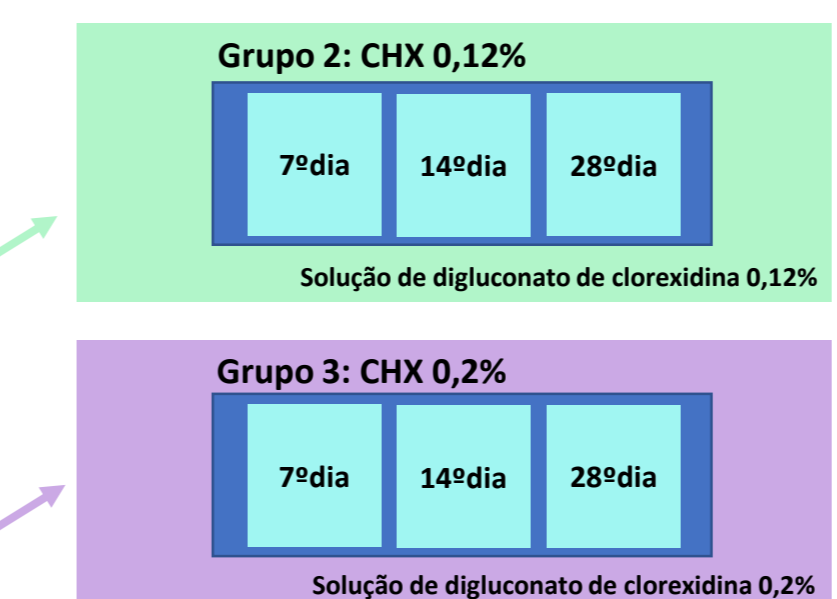 Grupo 2: CHX 0,12%
7ºdia 14ºdia 28ºdia
Solução de digluconato de clorexidina 0,12%
Grupo 3: CHX 0,2%
7ºdia 14ºdia 28ºdia
Solução de digluconato de clorexidina 0,2%